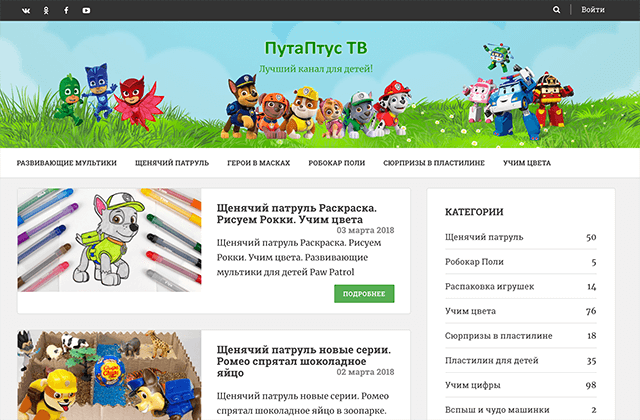 Войти
ПутаПтус ТВ
Лучший канал для детей!
РАЗВИВАЮЩИЕ МУЛЬТИКИ
ЩЕНЯЧИЙ ПАТРУЛЬ
ГЕРОИ В МАСКАХ
РОБОКАР ПОЛИ
СЮРПРИЗЫ В ПЛАСТИЛИНЕ
УЧИМ ЦВЕТА
Щенячий патруль Раскраска.
Рисуем Рокки. Учим цвета
03 марта 2018
Щенячий патруль Раскраска. Рисуем
Рокки. Учим цвета. Развивающие
мультики для детей Paw Patrol
ПОДРОБНЕЕ
Щенячий патруль новые серии.
Ромео спрятал шоколадное
яйцо
02 марта 2018
Щенячий патруль новые серии. Ромео
спрятал шоколадное яйцо в зоопарке.
Chupa Chups
КАТЕГОРИИ
Щенячий патруль 50
Робокар Поли 5
Распаковка игрушек 14
Учим цвета 76
Сюрпризы в пластилине 18
Пластилин для детей 35
Учим цифры 98
Вспыш и чудо машинки 2